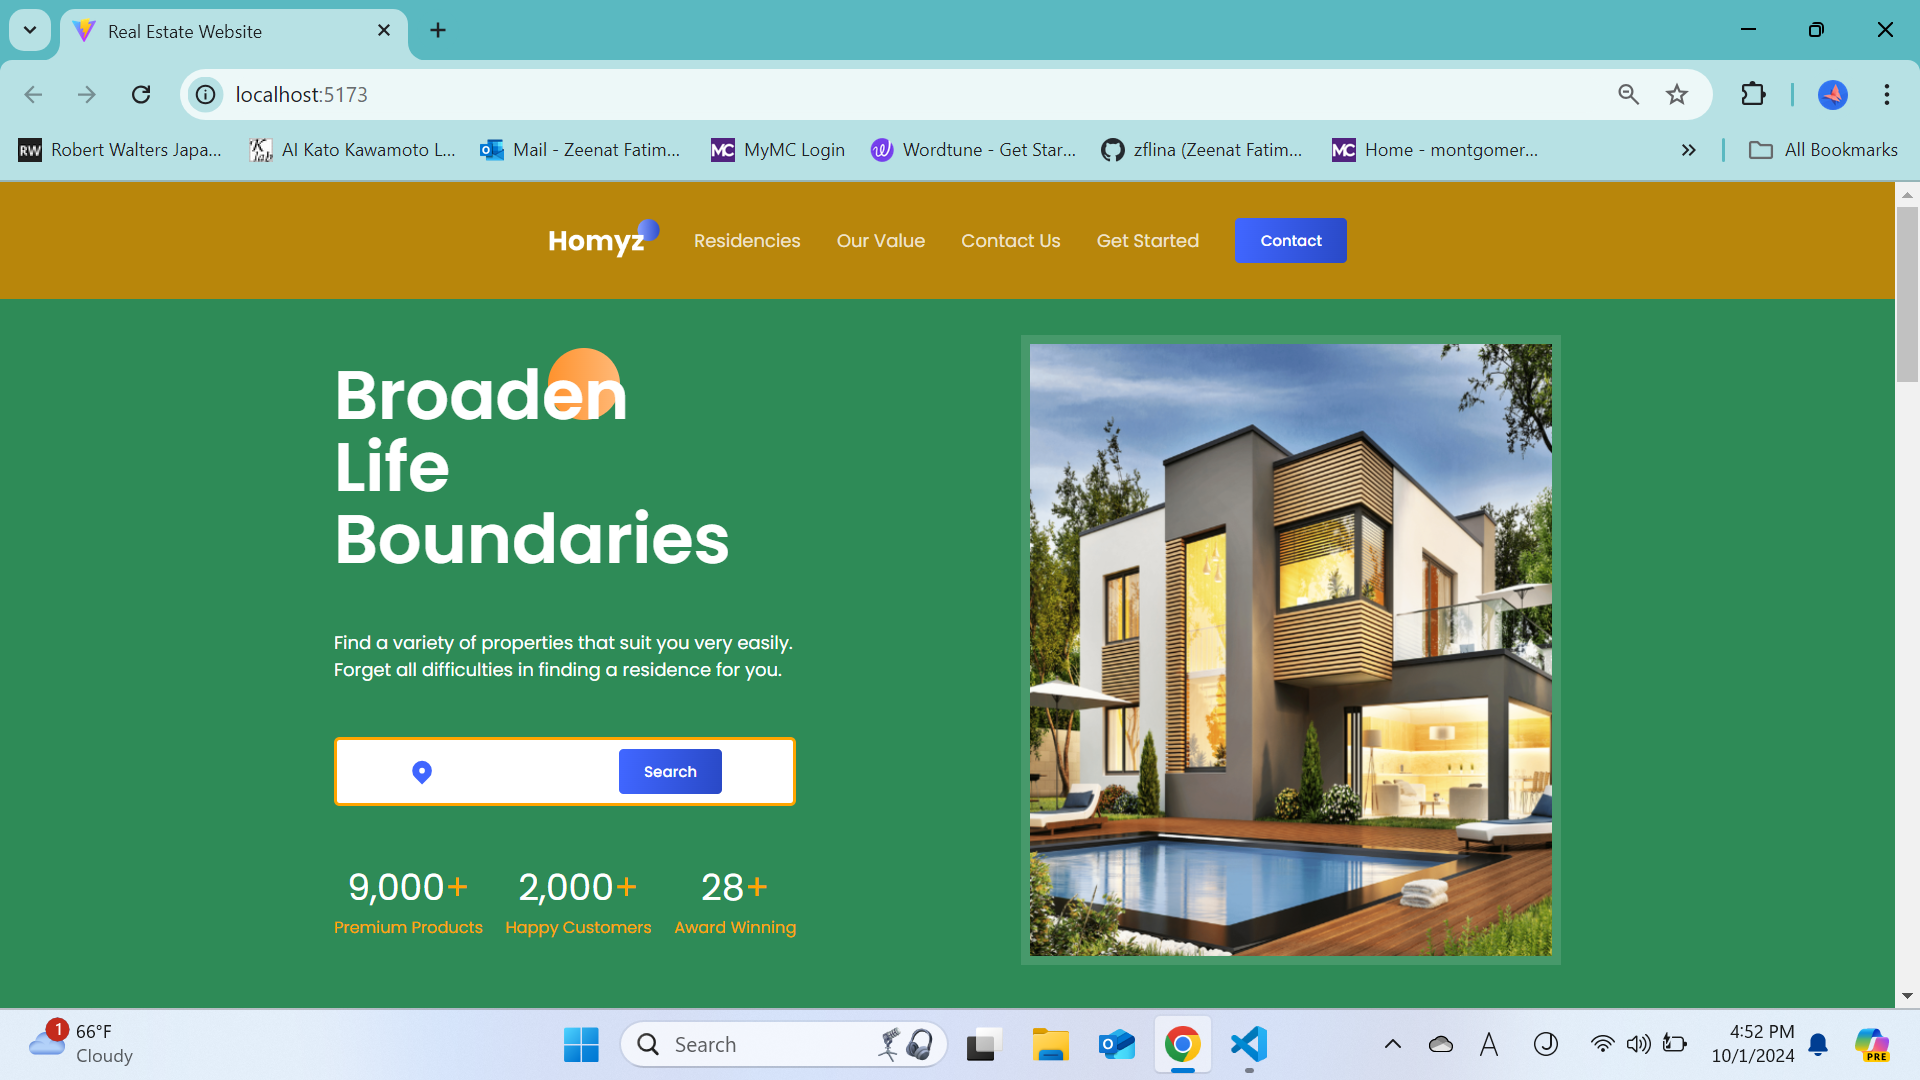 Real Estate Website
localhost:5173
RW Robert Walters Japa...
K lab AI Kato Kawamoto L...
Mail - Zeenat Fatim...
MC MyMC Login
Wordtune - Get Star...
zflina (Zeenat Fatim...
MC Home - montgomer...
All Bookmarks
Homyz
Residencies
Our Value
Contact Us
Get Started
Contact
Broaden
Life
Boundaries
Find a variety of properties that suit you very easily.
Forget all difficulties in finding a residence for you.
Search
9,000+
Premium Products
2,000+
Happy Customers
28+
Award Winning
1
66°F
Cloudy
Search
A
J
4:52 PM
10/1/2024
PRE